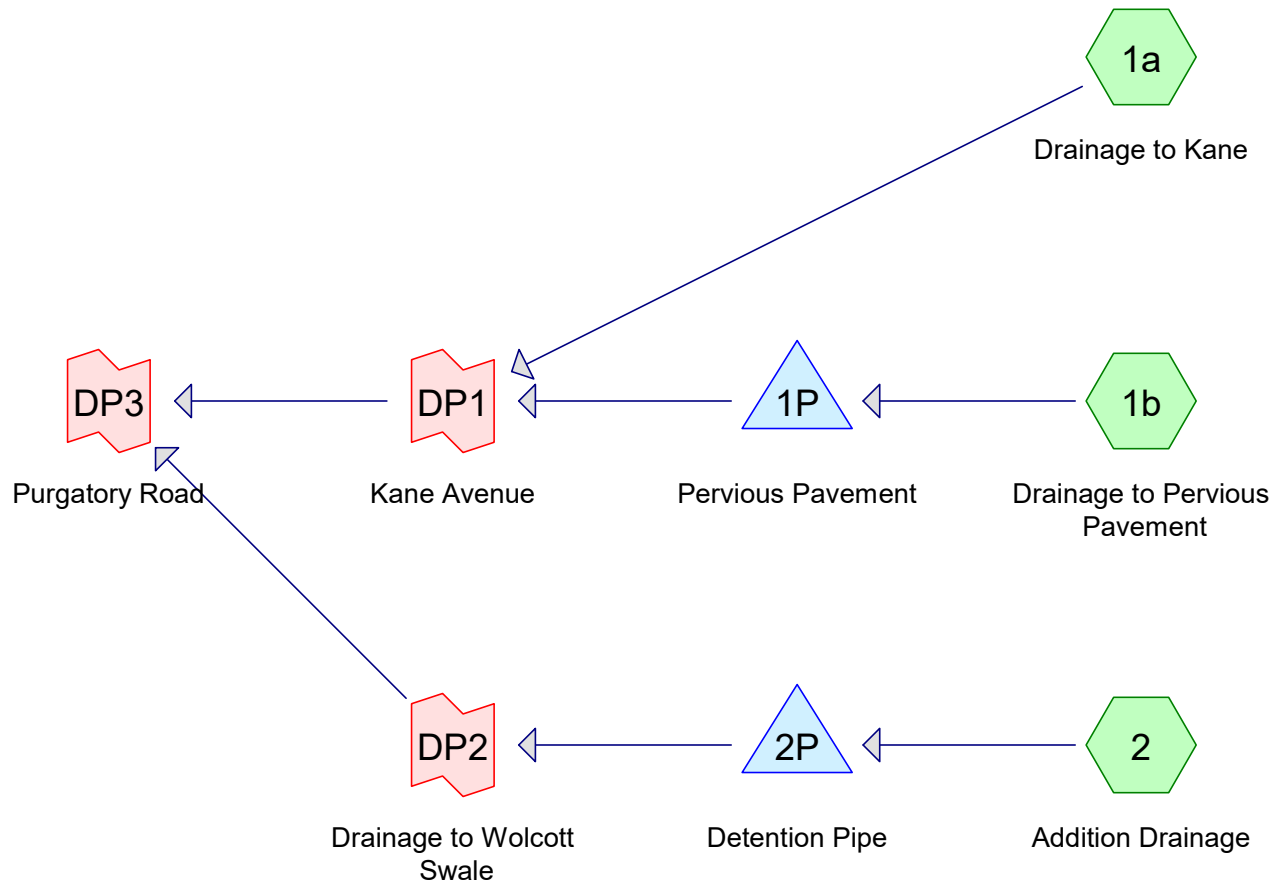 1a
Drainage to Kane
DP3
Purgatory Road
DP1
Kane Avenue
1P
Pervious Pavement
1b
Drainage to Pervious
Pavement
DP2
Drainage to Wolcott
Swale
2P
Detention Pipe
2
Addition Drainage